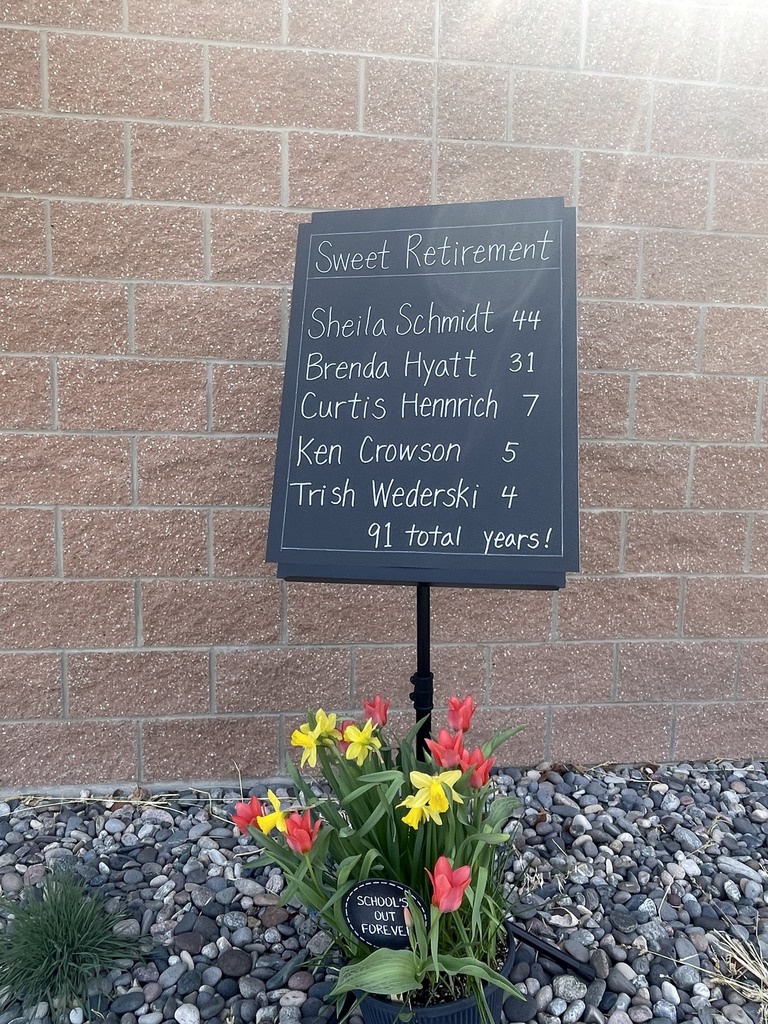 Sweet Retirement
Sheila Schmidt 44
Brenda Hyatt 31
Curtis Hennrich 7
Ken Crowson 5
Trish Wederski 4
91 total years!
SCHOOL'S
OUT
FOREVE